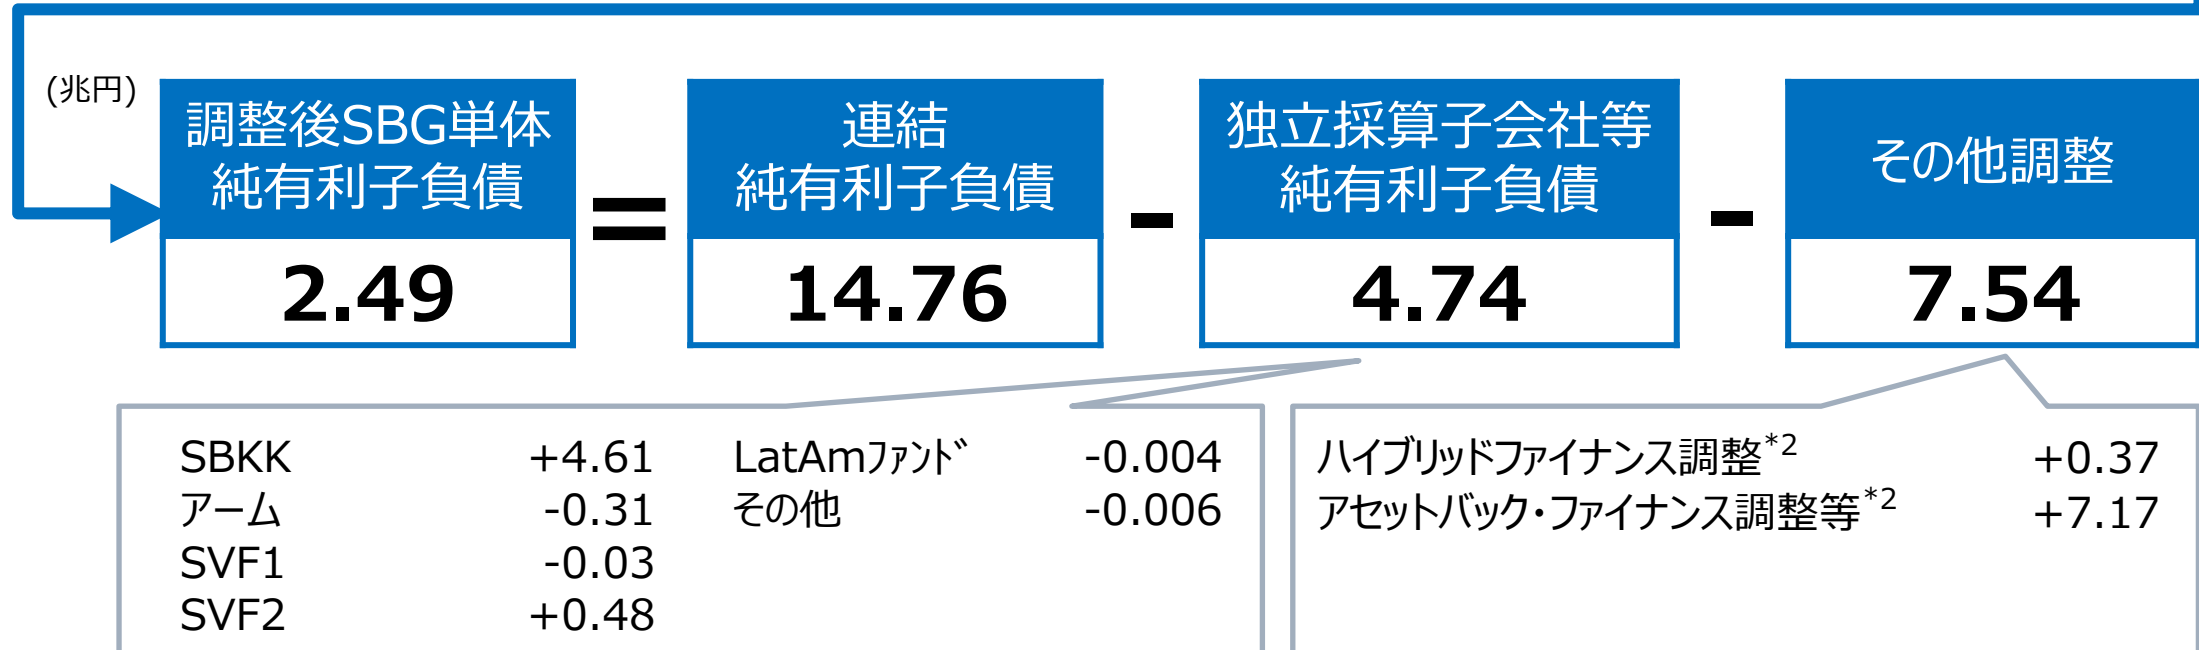 (兆円)
調整後SBG単体
純有利子負債
2.49
=
連結
純有利子負債
14.76
-
独立採算子会社等
純有利子負債
4.74
-
その他調整
7.54
SBKK +4.61
アーム -0.31
SVF1 -0.03
SVF2 +0.48
LatAmﾌｧﾝﾄﾞ -0.004
その他 -0.006
ハイブリッドファイナンス調整*2 +0.37
アセットバック・ファイナンス調整等*2 +7.17